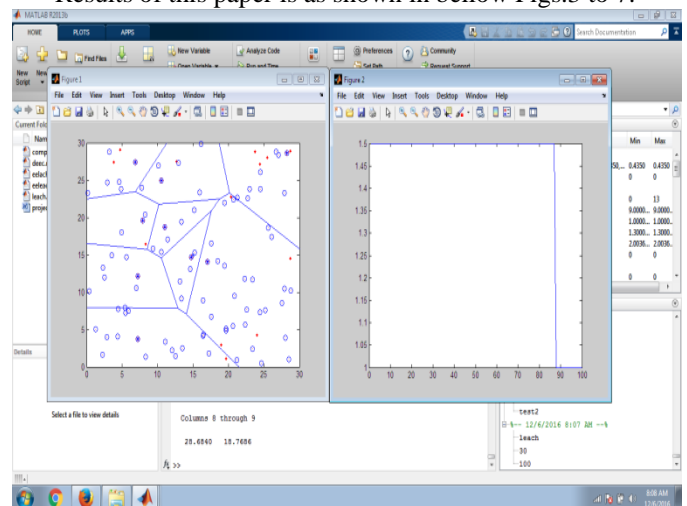 Results of this paper is as shown in bellow Figs.3 to 7.
MATLAB R2013b
HOME PLOTS APPS
Search Documentation
New Variable Analyze Code Preferences Community
Find Files
Open Variable Run and Time Set Path Request Support
New New
Script
Current Fold
Nam
comp
deec.
eelach
eelea
leach
projec
Details
Select a file to view details
Figure 1
File Edit View Insert Tools Desktop Window Help
30
25
20
15
10
5
0
0 5 10 15 20 25 30
Figure 2
File Edit View Insert Tools Desktop Window Help
1.5
1.45
1.4
1.35
1.3
1.25
1.2
1.15
1.1
1.05
1
0 10 20 30 40 50 60 70 80 90 100
Min Max
50,... 0.4350 0.4350
0 0
0 13
9.0000... 9.0000...
1.0000... 1.0000...
1.3000... 1.3000...
2.0036... 2.0036...
0 0
0 0
Columns 8 through 9
28.6840 18.7686
fx >>
test2
%-- 12/6/2016 8:07 AM --%
leach
30
100
8:08 AM
12/6/2016